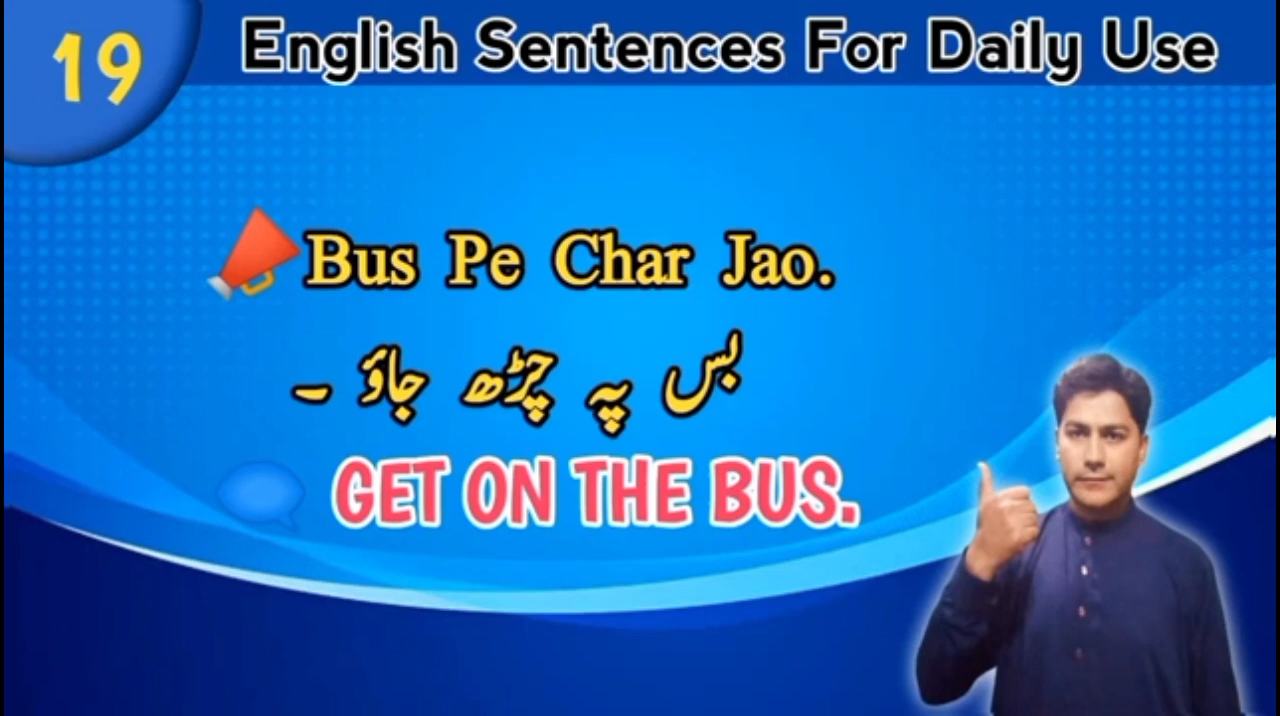 19
English Sentences For Daily Use
Bus Pe Char Jao.
بس پہ چڑھ جاؤ ۔
GET ON THE BUS.